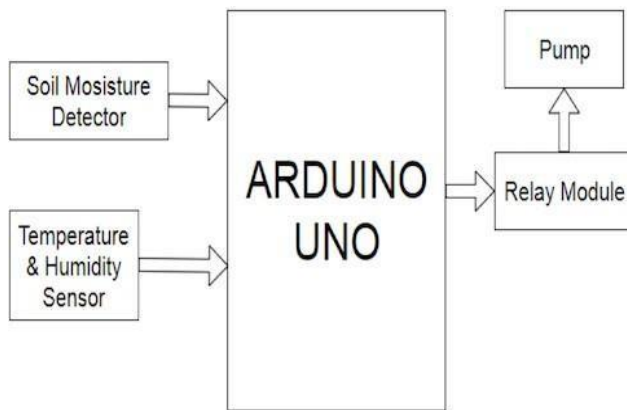 Soil Mosisture
Detector
Temperature
& Humidity
Sensor
ARDUINO
UNO
Pump
Relay Module